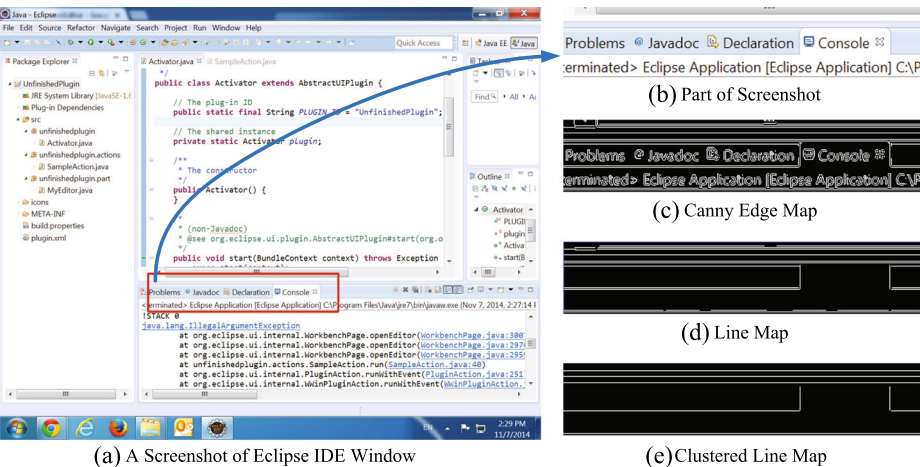 Java - Eclipse
File Edit Source Refactor Navigate Search Project Run Window Help
Quick Access Java EE Java
Package Explorer
UnfinishedPlugin
JRE System Library [JavaSE-1.6
Plug-in Dependencies
src
unfinishedplugin
Activator.java
unfinishedplugin.actions
SampleAction.java
unfinishedplugin.part
MyEditor.java
icons
META-INF
build.properties
plugin.xml
Activator.java SampleAction.java
*/
public class Activator extends AbstractUIPlugin {
// The plug-in ID
public static final String PLUGIN_ID = "UnfinishedPlugin";
// The shared instance
private static Activator plugin;
/**
* The constructor
*/
public Activator() {
}
*
* (non-Javadoc)
* @see org.eclipse.ui.plugin.AbstractUIPlugin#start(org.o
*/
public void start(BundleContext context) throws Exception
Find All
Outline
Activator
PLUGI
plugin
Activa
start(B
Problems @ Javadoc Declaration Console
<terminated> Eclipse Application [Eclipse Application] C:\Program Files\Java\jre7\bin\javaw.exe (Nov 7, 2014, 2:27:14 P
!STACK 0
java.lang.IllegalArgumentException
at org.eclipse.ui.internal.WorkbenchPage.openEditor(WorkbenchPage.java:300
at org.eclipse.ui.internal.WorkbenchPage.openEditor(WorkbenchPage.java:297
at org.eclipse.ui.internal.WorkbenchPage.openEditor(WorkbenchPage.java:295
at unfinishedplugin.actions.SampleAction.run(SampleAction.java:40)
at org.eclipse.ui.internal.PluginAction.runWithEvent(PluginAction.java:251
at org.eclipse.ui.internal.WWinPluginAction.runWithEvent(WWinPluginAction.
EN 2:29 PM
11/7/2014
(a) A Screenshot of Eclipse IDE Window
Problems @ Javadoc Declaration Console
terminated> Eclipse Application [Eclipse Application] C:\P
(b) Part of Screenshot
Problems @ Javadoc Declaration Console
terminated> Eclipse Application [Eclipse Application] C:\P
(c) Canny Edge Map
(d) Line Map
(e) Clustered Line Map